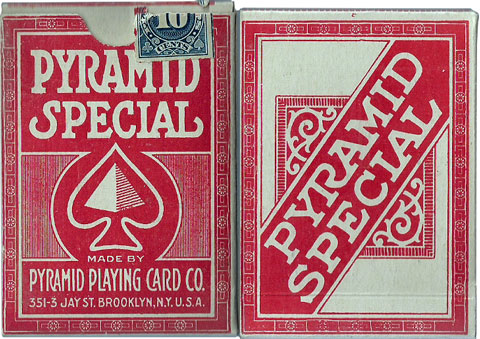 10
CENTS
PYRAMID
SPECIAL
MADE BY
PYRAMID PLAYING CARD CO.
351-3 JAY ST. BROOKLYN, N.Y. U.S.A.
PYRAMID
SPECIAL